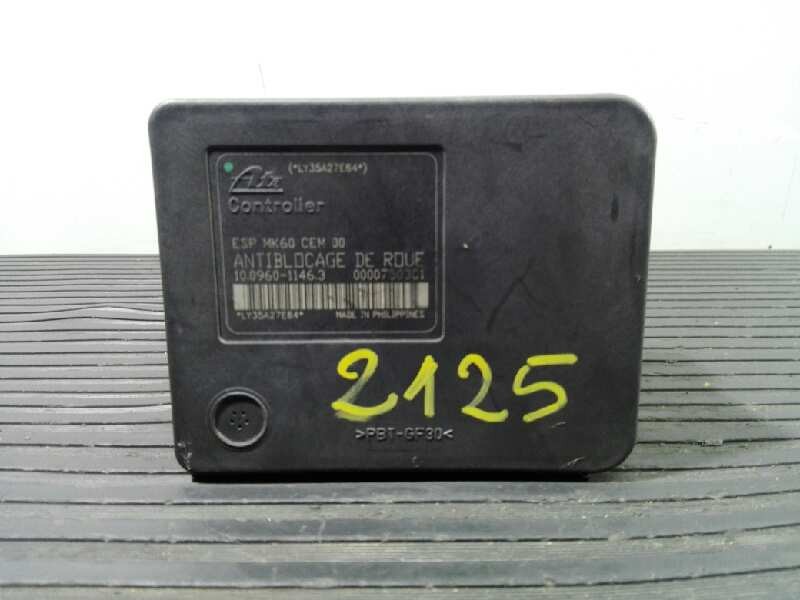 (*LY35A27E64*)
Ate
Controller
ESP MK60 CEM 00
ANTIBLOCAGE DE ROUE
10.0960-1146.3
*LY35A27E64* MADE IN PHILIPPINES
2125
>PBT-GF30<